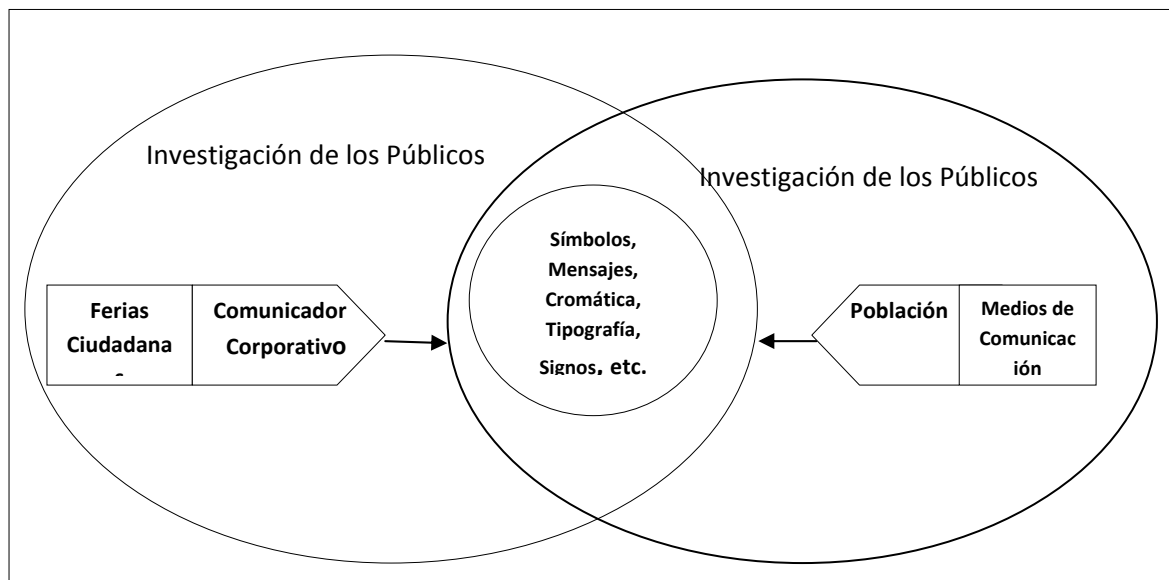 Investigación de los Públicos
Investigación de los Públicos
Símbolos,
Mensajes,
Cromática,
Tipografía,
Signos, etc.
Ferias
Ciudadana
s
Comunicador
Corporativo
Población
Medios de
Comunicac
ión